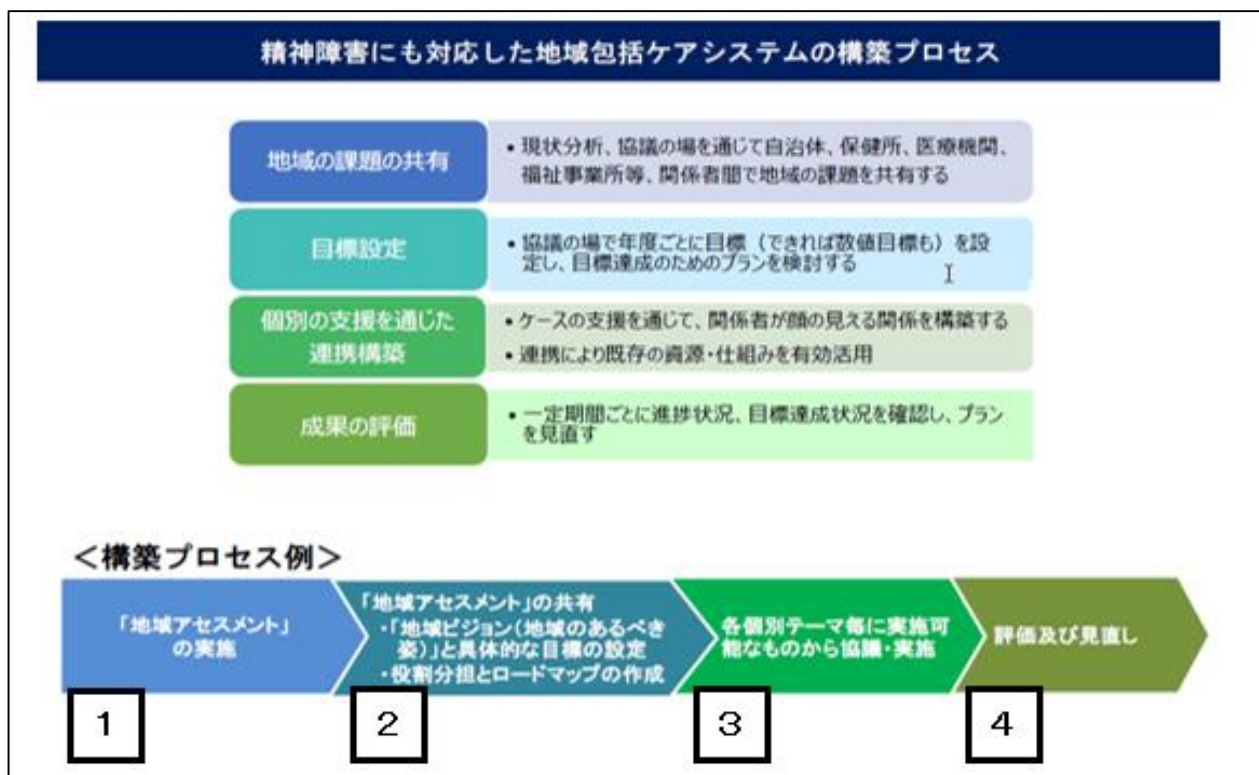 精神障害にも対応した地域包括ケアシステムの構築プロセス
地域の課題の共有
・現状分析、協議の場を通じて自治体、保健所、医療機関、
福祉事業所等、関係者間で地域の課題を共有する
目標設定
・協議の場で年度ごとに目標（できれば数値目標も）を設
定し、目標達成のためのプランを検討する
個別の支援を通じた
連携構築
・ケースの支援を通じて、関係者が顔の見える関係を構築する
・連携により既存の資源・仕組みを有効活用
成果の評価
・一定期間ごとに進捗状況、目標達成状況を確認し、プラン
を見直す
＜構築プロセス例＞
「地域アセスメント」
の実施
「地域アセスメント」の共有
・「地域ビジョン（地域のあるべき
姿）」と具体的な目標の設定
・役割分担とロードマップの作成
各個別テーマ毎に実施可
能なものから協議・実施
評価及び見直し
1
2
3
4